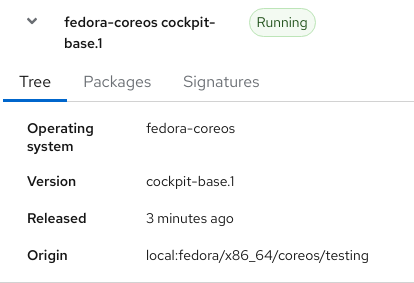 fedora-coreos cockpit-
base.1
Running
Tree Packages Signatures
Operating
system
fedora-coreos
Version cockpit-base.1
Released 3 minutes ago
Origin local:fedora/x86_64/coreos/testing